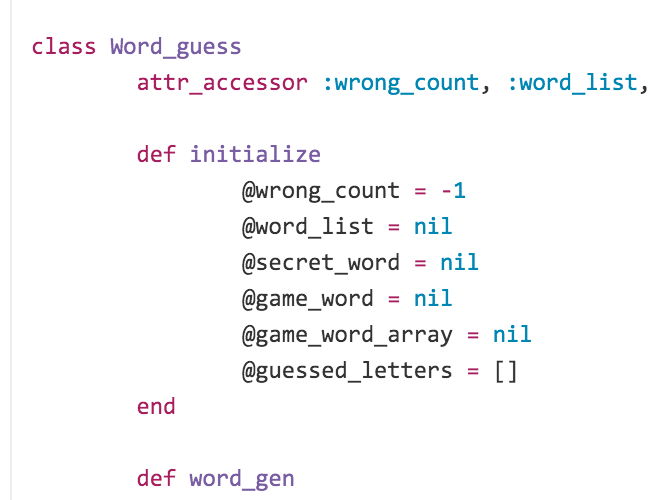 class Word_guess
attr_accessor :wrong_count, :word_list,
def initialize
@wrong_count = -1
@word_list = nil
@secret_word = nil
@game_word = nil
@game_word_array = nil
@guessed_letters = []
end
def word_gen